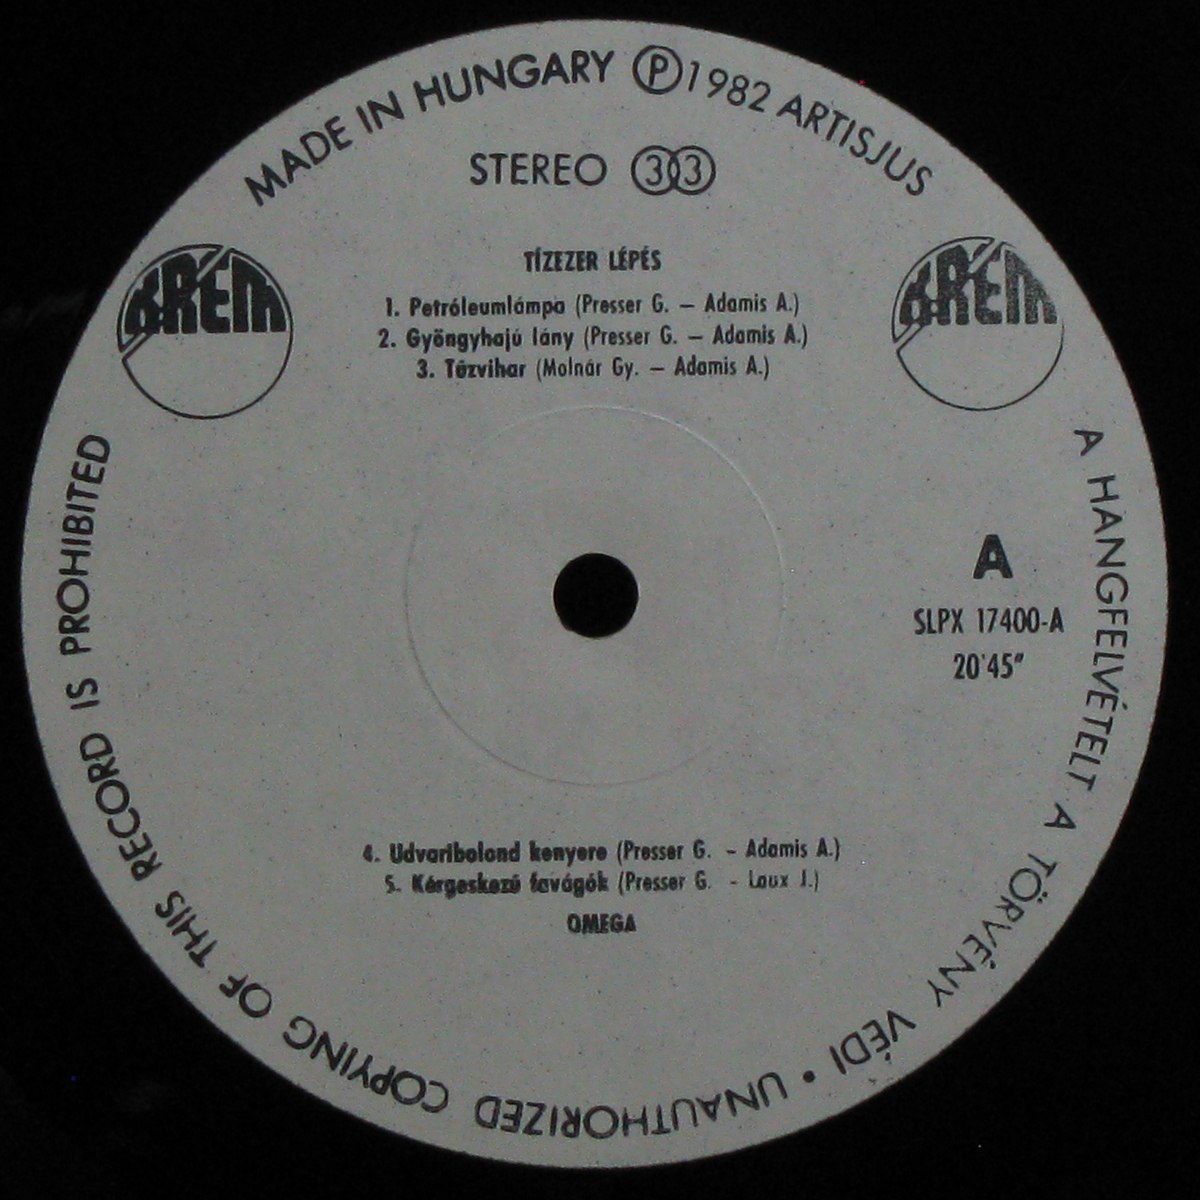 MADE IN HUNGARY Ⓟ 1982 ARTISJUS
STEREO 33
KRÉM
KRÉM
TÍZEZER LÉPÉS
1. Petróleumlámpa (Presser G. – Adamis A.)
2. Gyöngyhajú lány (Presser G. – Adamis A.)
3. Tűzvihar (Molnár Gy. – Adamis A.)
A
SLPX 17400-A
20'45"
4. Udvaribolond kenyere (Presser G. - Adamis A.)
5. Kérgeskezű favágók (Presser G. - Laux J.)
OMEGA
A HANGFELVÉTELT A TÖRVÉNY VÉDI • UNAUTHORIZED COPYING OF THIS RECORD IS PROHIBITED